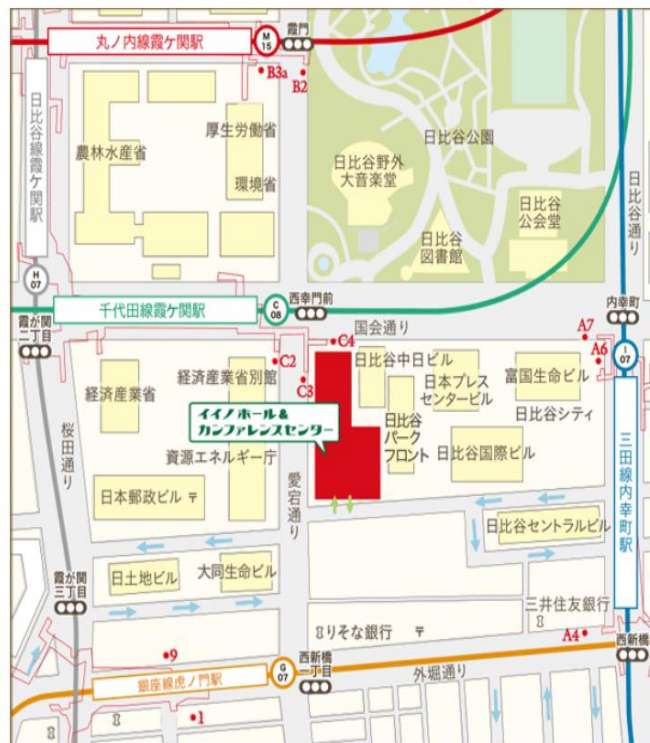 丸ノ内線霞ケ関駅
M
15
霞門
B3a
B2
日比谷線霞ケ関駅
厚生労働省
農林水産省
環境省
日比谷公園
日比谷野外
大音楽堂
日比谷
公会堂
日比谷
図書館
日比谷通り
H
07
千代田線霞ケ関駅
C
08
西幸門前
内幸町
霞が関
二丁目
国会通り
C4
A7
A6
I
07
C2
C3
経済産業省
経済産業省別館
日比谷中日ビル
日本プレス
センタービル
富国生命ビル
日比谷シティ
イイノホール&
カンファレンスセンター
日比谷
パーク
フロント
桜田通り
資源エネルギー庁
愛宕通り
日比谷国際ビル
三田線内幸町駅
日本郵政ビル 〒
日比谷セントラルビル
日土地ビル
大同生命ビル
霞が関
三丁目
三井住友銀行
りそな銀行 〒
A4
西新橋
9
西新橋
一丁目
銀座線虎ノ門駅
G
07
外堀通り
1